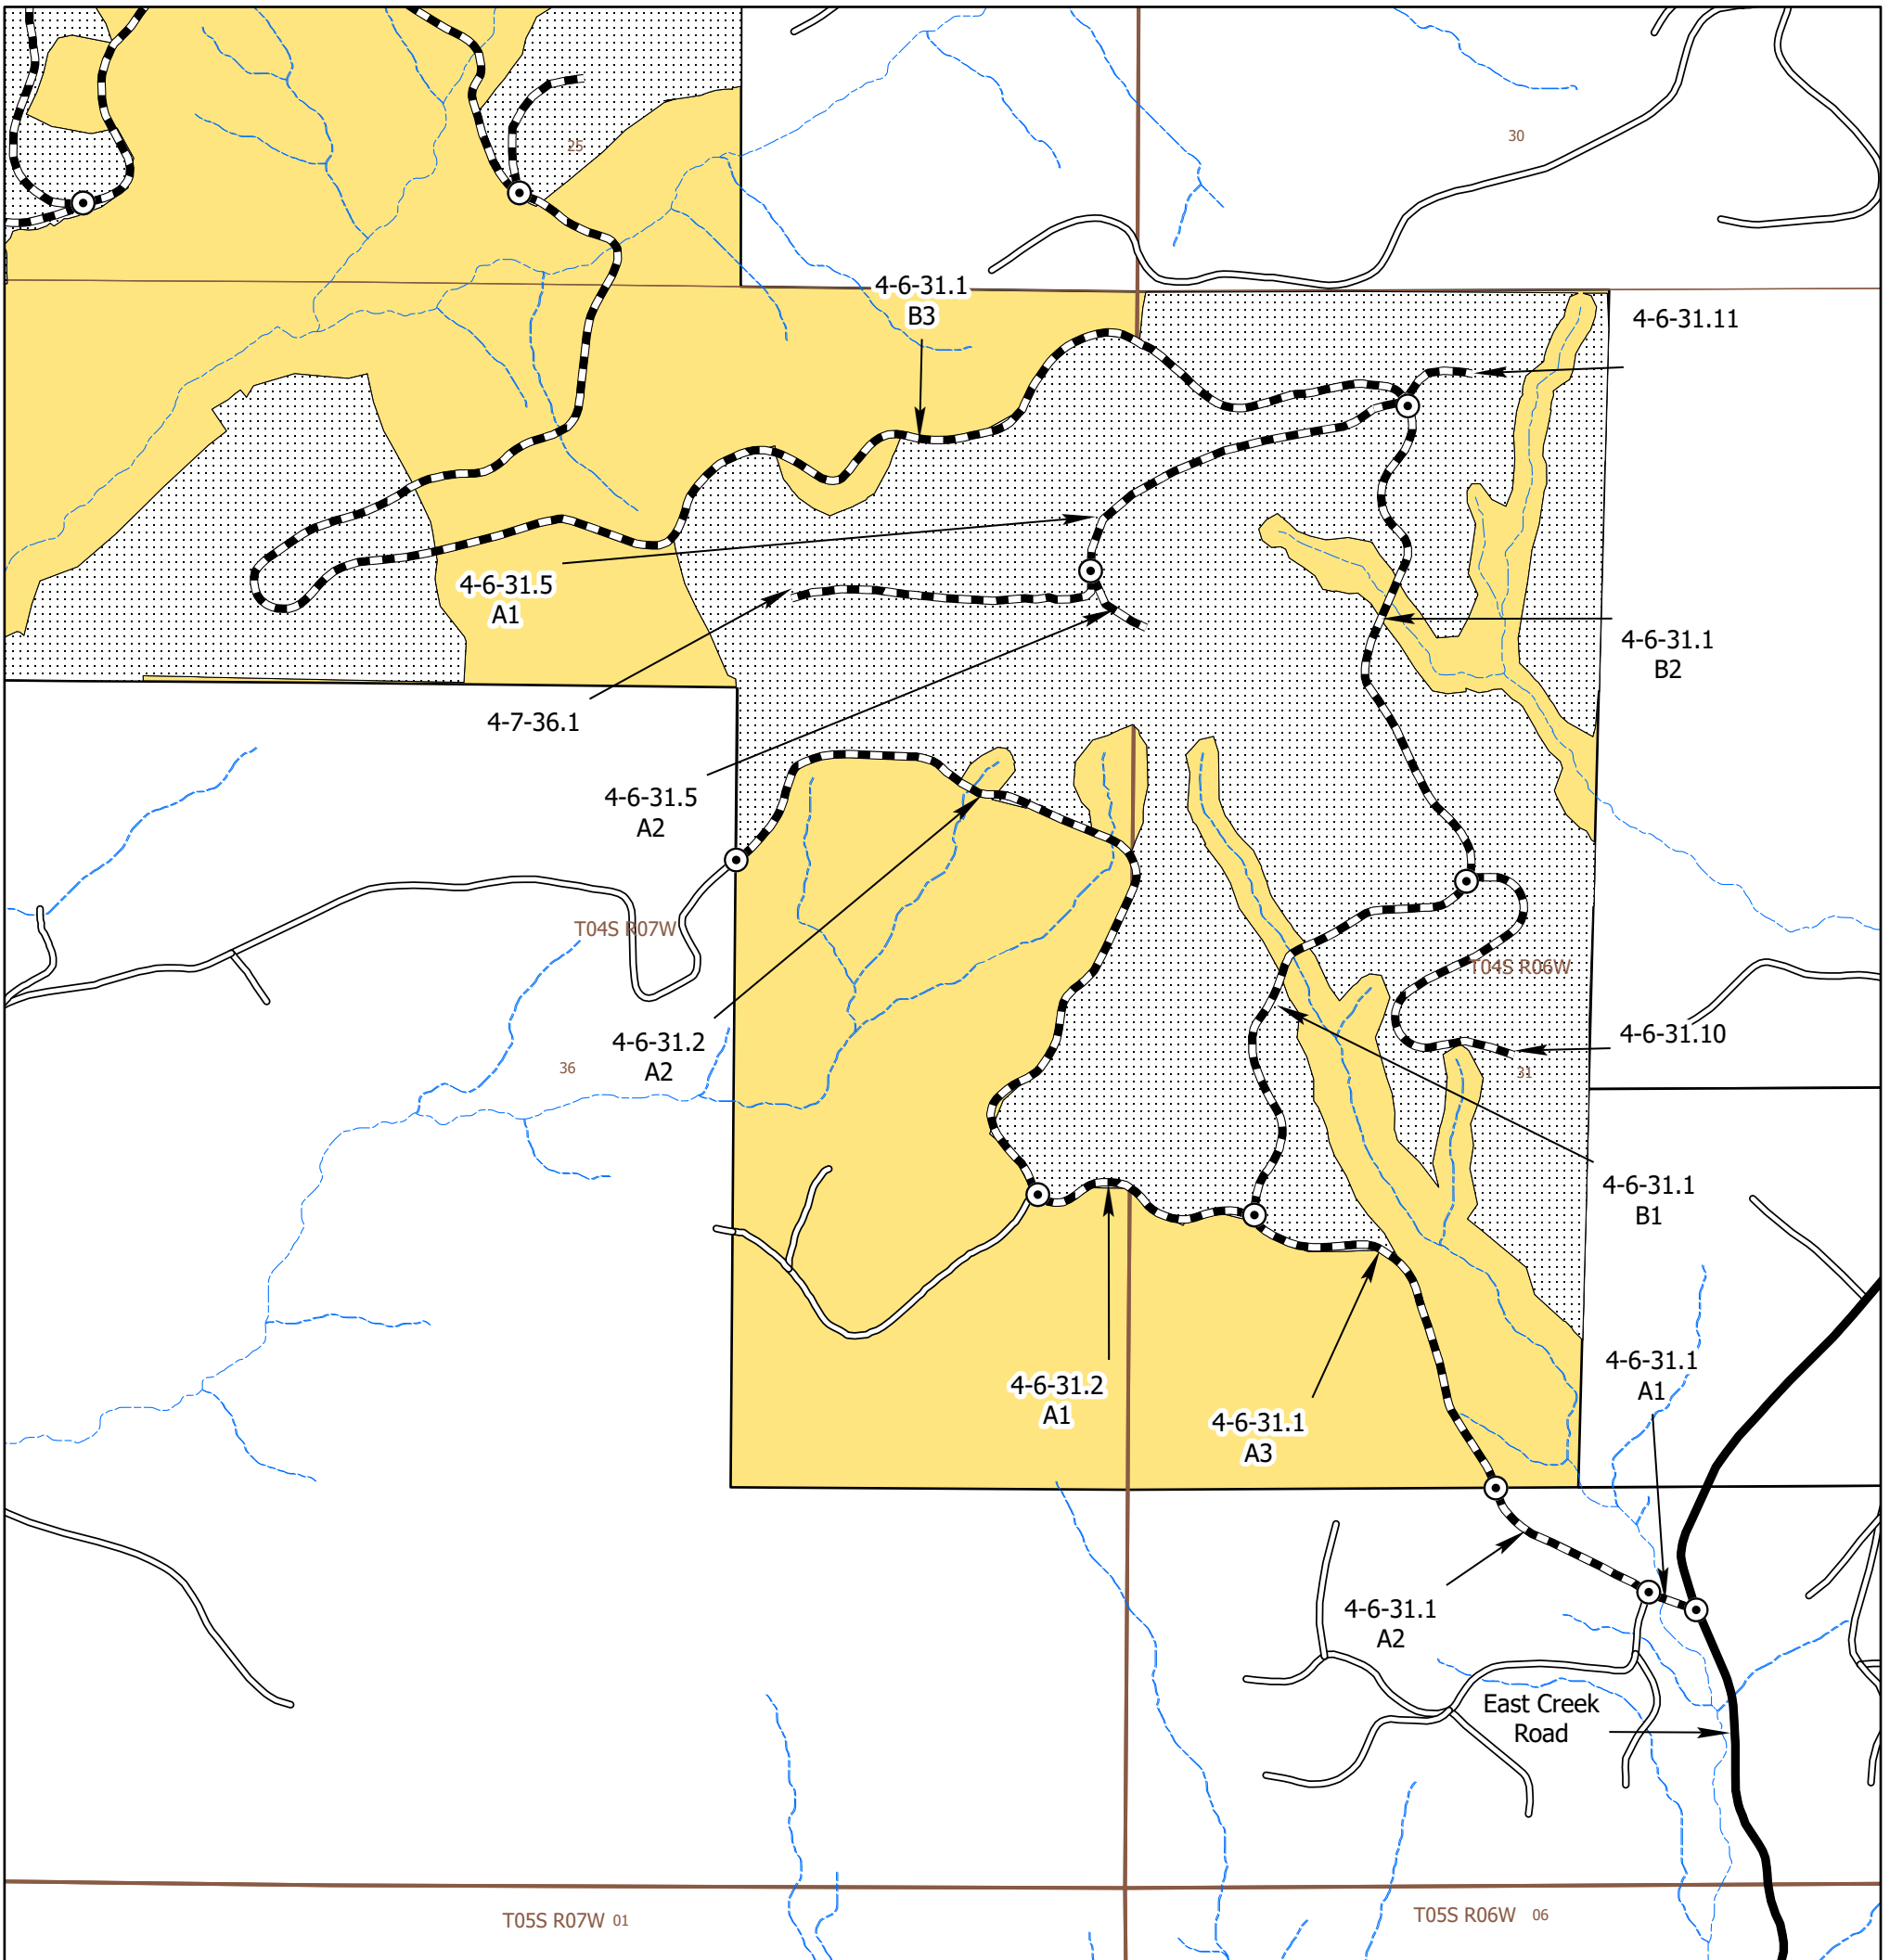 25
30
4-6-31.1
B3
4-6-31.11
4-6-31.5
A1
4-6-31.1
B2
4-7-36.1
4-6-31.5
A2
T04S R07W
T04S R06W
4-6-31.2
A2
4-6-31.10
36
31
4-6-31.1
B1
4-6-31.1
A1
4-6-31.2
A1
4-6-31.1
A3
4-6-31.1
A2
East Creek
Road
T05S R07W 01
T05S R06W 06